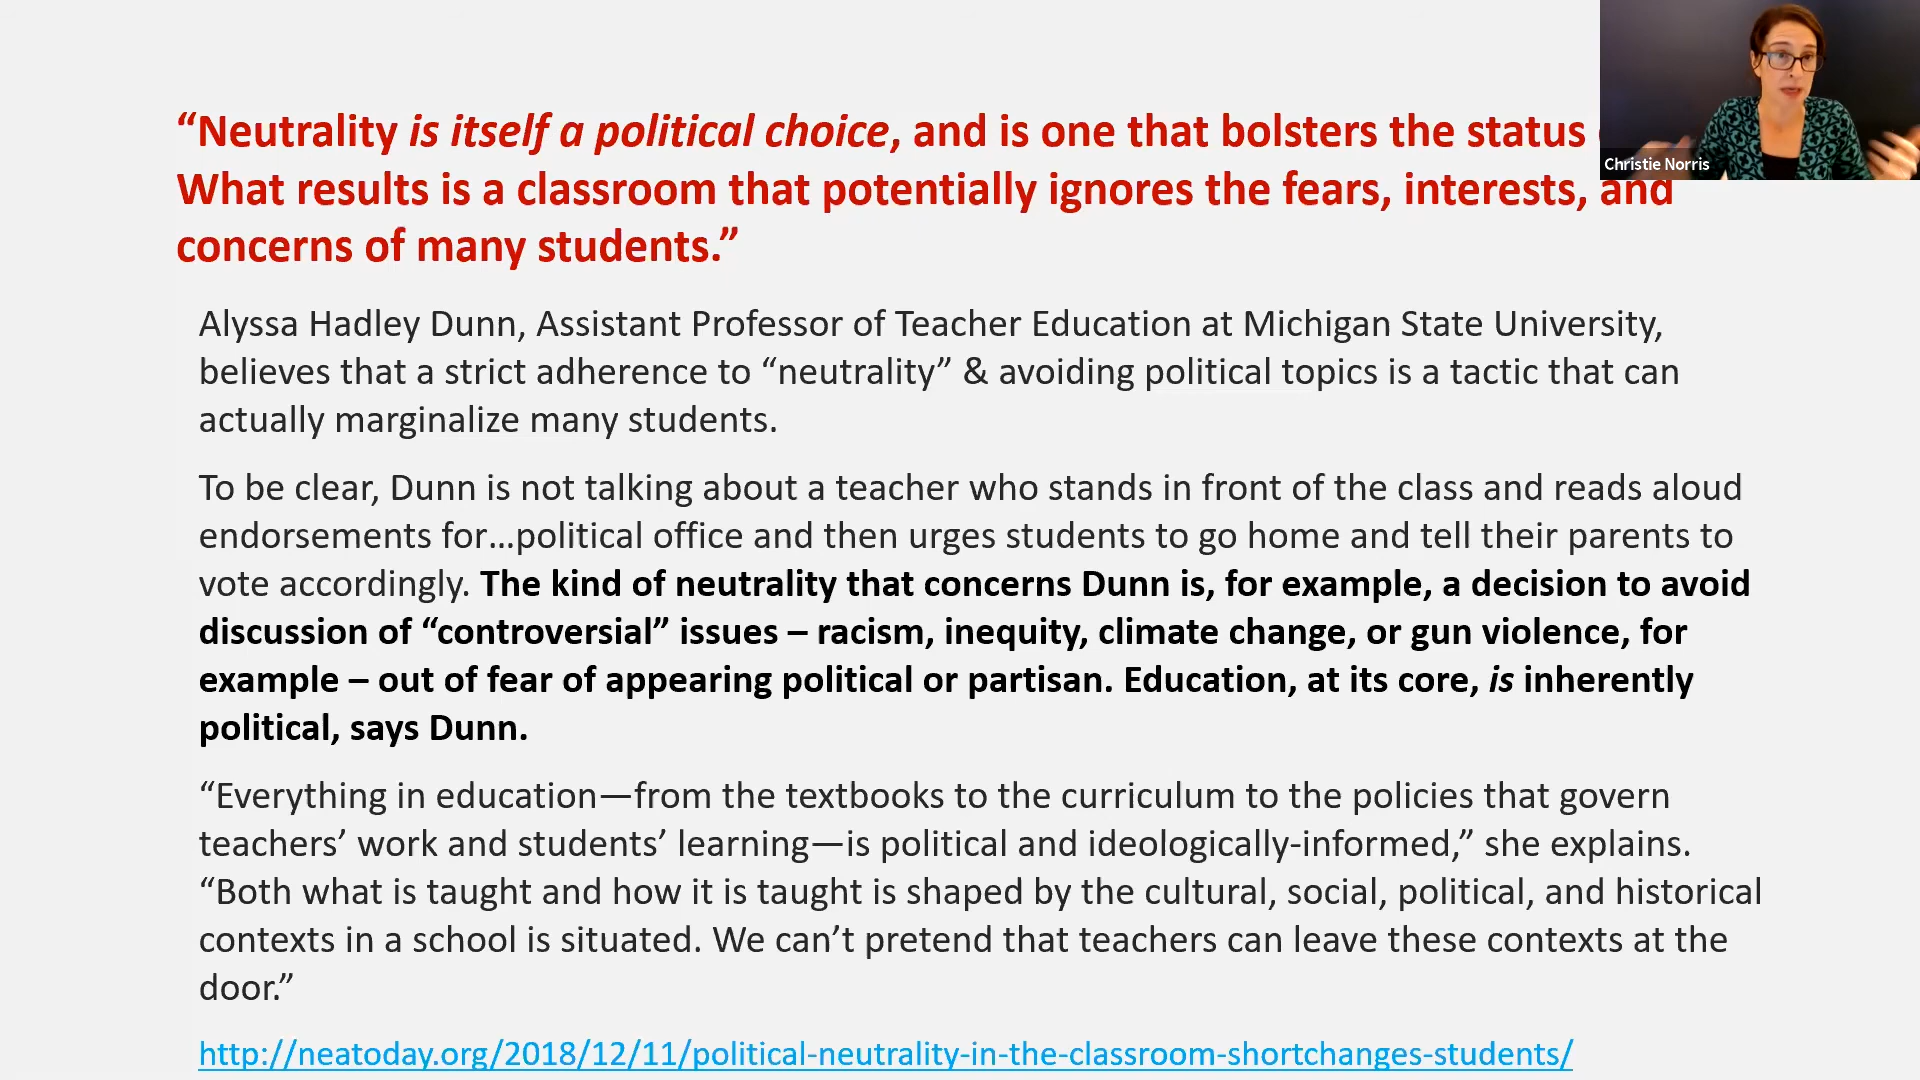 “Neutrality is itself a political choice, and is one that bolsters the status
What results is a classroom that potentially ignores the fears, interests, and
concerns of many students.”
Christie Norris
Alyssa Hadley Dunn, Assistant Professor of Teacher Education at Michigan State University,
believes that a strict adherence to “neutrality” & avoiding political topics is a tactic that can
actually marginalize many students.
To be clear, Dunn is not talking about a teacher who stands in front of the class and reads aloud
endorsements for…political office and then urges students to go home and tell their parents to
vote accordingly. The kind of neutrality that concerns Dunn is, for example, a decision to avoid
discussion of “controversial” issues – racism, inequity, climate change, or gun violence, for
example – out of fear of appearing political or partisan. Education, at its core, is inherently
political, says Dunn.
“Everything in education—from the textbooks to the curriculum to the policies that govern
teachers’ work and students’ learning—is political and ideologically-informed,” she explains.
“Both what is taught and how it is taught is shaped by the cultural, social, political, and historical
contexts in a school is situated. We can’t pretend that teachers can leave these contexts at the
door.”
http://neatoday.org/2018/12/11/political-neutrality-in-the-classroom-shortchanges-students/